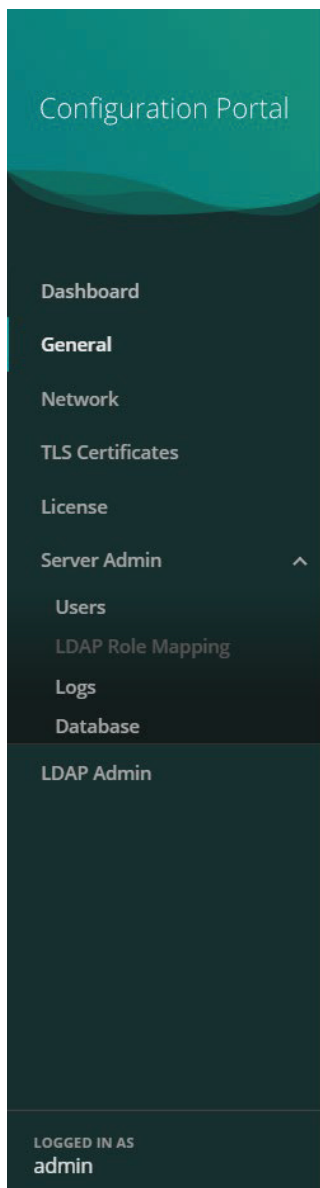 Configuration Portal
Dashboard
General
Network
TLS Certificates
License
Server Admin
Users
LDAP Role Mapping
Logs
Database
LDAP Admin
LOGGED IN AS
admin